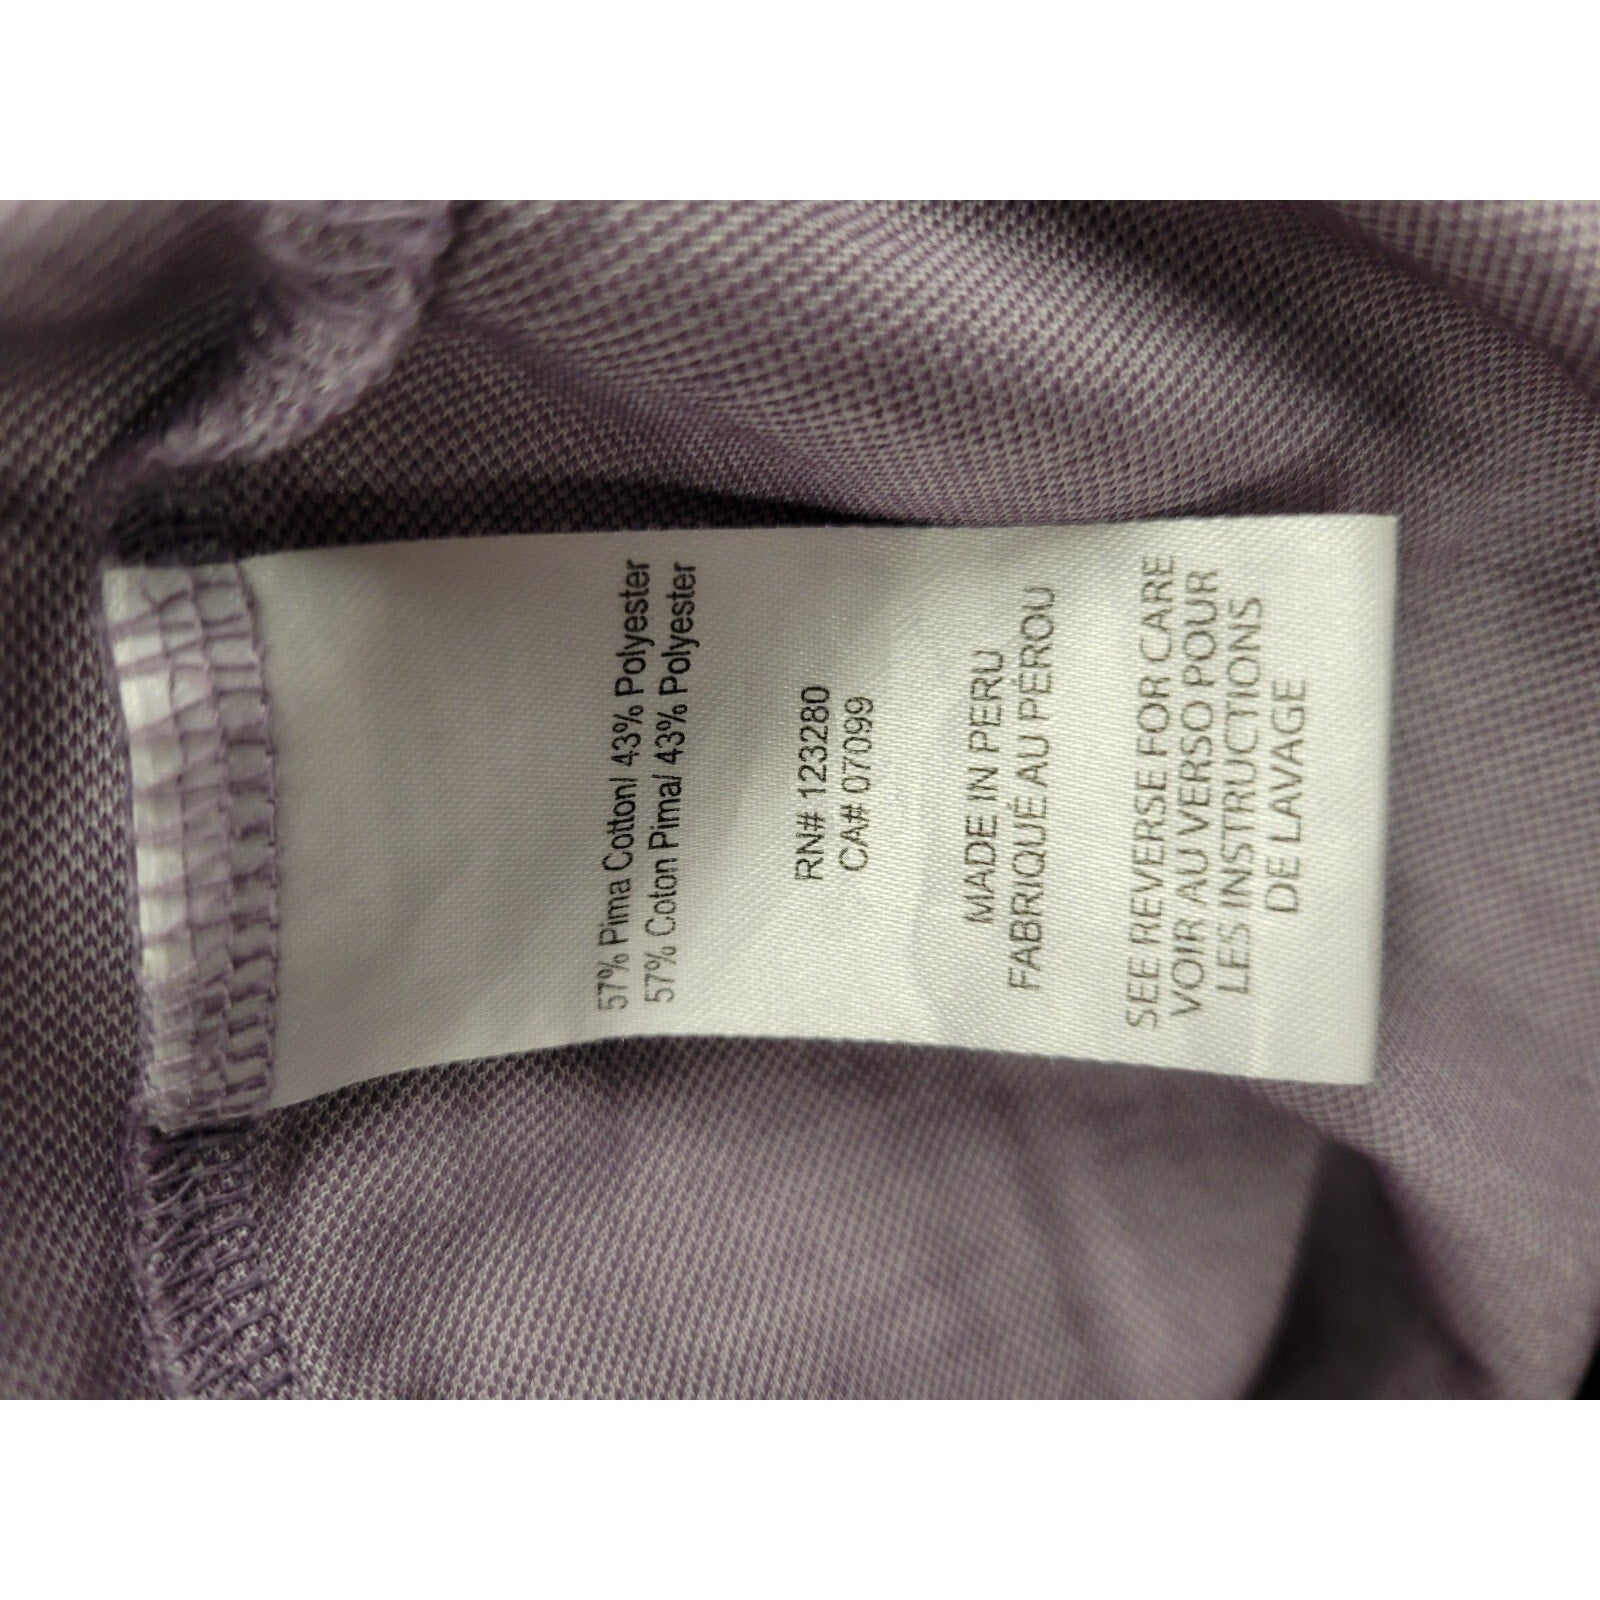 57% Pima Cotton/ 43% Polyester
57% Coton Pima/ 43% Polyester
RN# 123280
CA# 07099
MADE IN PERU
FABRIQUÉ AU PÉROU
SEE REVERSE FOR CARE
VOIR AU VERSO POUR
LES INSTRUCTIONS
DE LAVAGE